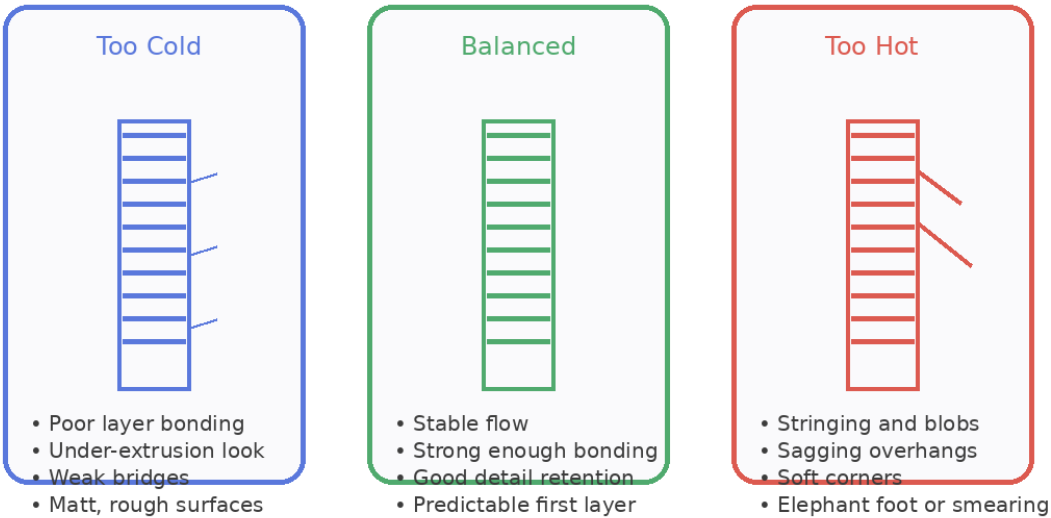 Too Cold
• Poor layer bonding
• Under-extrusion look
• Weak bridges
• Matt, rough surfaces
Balanced
• Stable flow
• Strong enough bonding
• Good detail retention
• Predictable first layer
Too Hot
• Stringing and blobs
• Sagging overhangs
• Soft corners
• Elephant foot or smearing